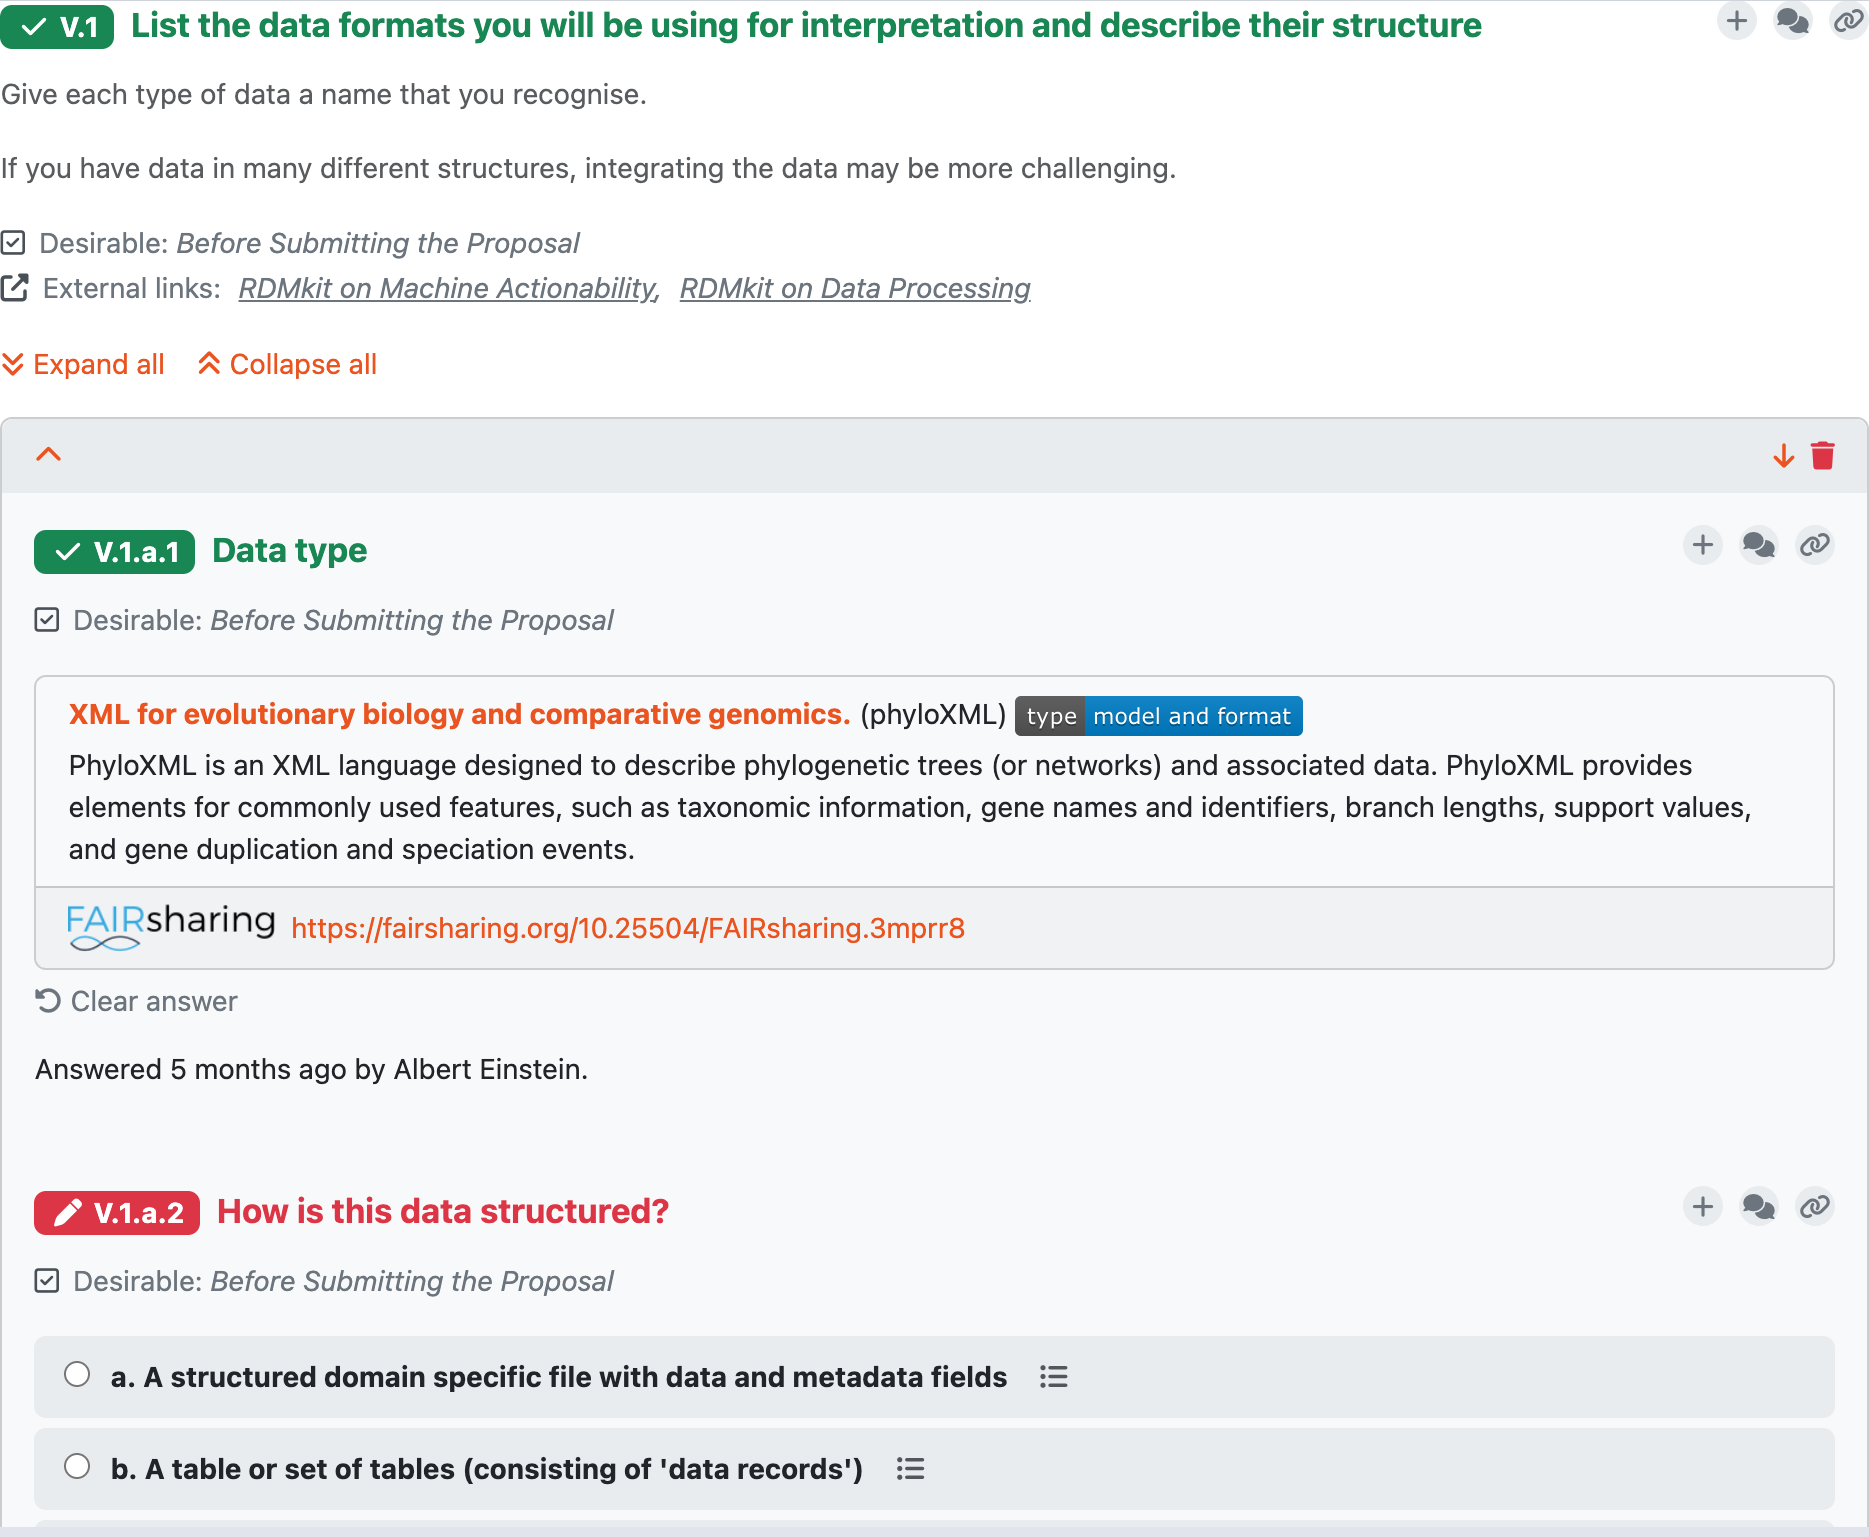 V.1 List the data formats you will be using for interpretation and describe their structure
Give each type of data a name that you recognise.
If you have data in many different structures, integrating the data may be more challenging.
Desirable: Before Submitting the Proposal
External links: RDMkit on Machine Actionability, RDMkit on Data Processing
Expand all Collapse all
V.1.a.1 Data type
Desirable: Before Submitting the Proposal
XML for evolutionary biology and comparative genomics. (phyloXML) type model and format
PhyloXML is an XML language designed to describe phylogenetic trees (or networks) and associated data. PhyloXML provides
elements for commonly used features, such as taxonomic information, gene names and identifiers, branch lengths, support values,
and gene duplication and speciation events.
FAIRsharing https://fairsharing.org/10.25504/FAIRsharing.3mprr8
Clear answer
Answered 5 months ago by Albert Einstein.
V.1.a.2 How is this data structured?
Desirable: Before Submitting the Proposal
a. A structured domain specific file with data and metadata fields
b. A table or set of tables (consisting of 'data records')